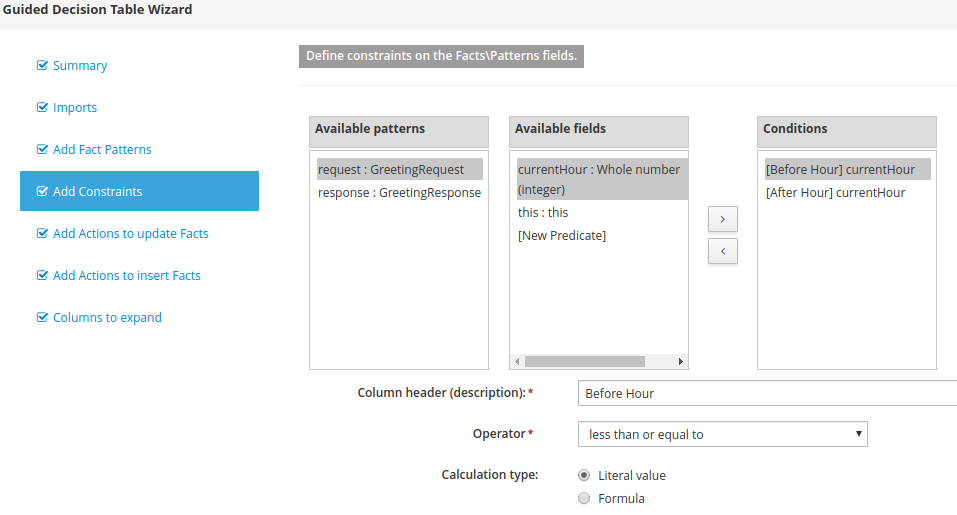 Guided Decision Table Wizard
Summary
Imports
Add Fact Patterns
Add Constraints
Add Actions to update Facts
Add Actions to insert Facts
Columns to expand
Define constraints on the Facts\Patterns fields.
Available patterns
request : GreetingRequest
response : GreetingResponse
Available fields
currentHour : Whole number
(integer)
this : this
[New Predicate]
>
<
Conditions
[Before Hour] currentHour
[After Hour] currentHour
Column header (description):* Before Hour
Operator* less than or equal to
Calculation type: Literal value
Formula